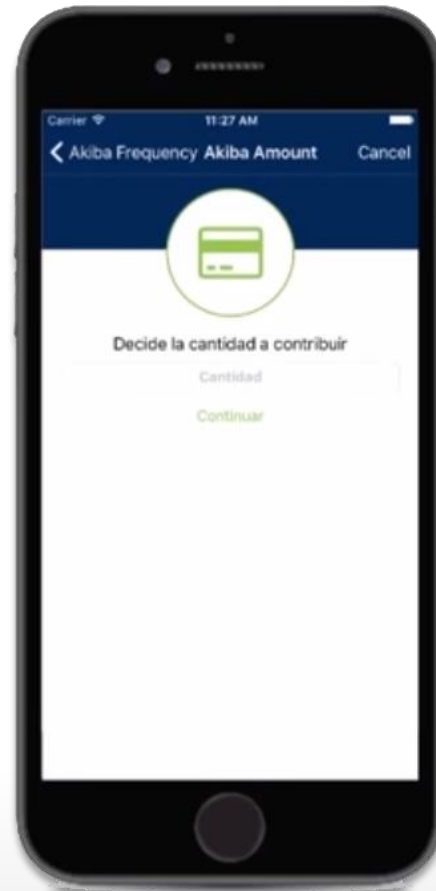 Carrier 11:27 AM
Akiba Frequency Akiba Amount Cancel
Decide la cantidad a contribuir
Cantidad
Continuar